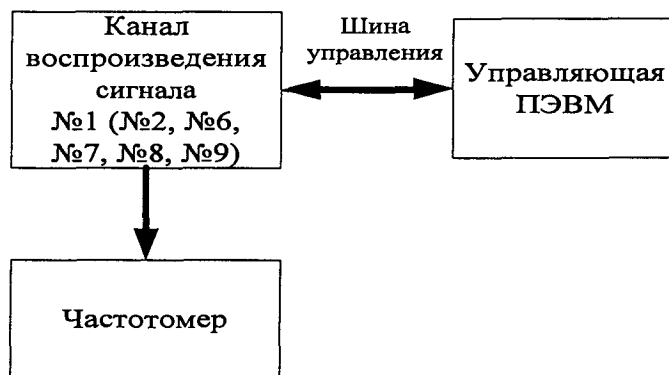 Канал
воспроизведения
сигнала
№1 (№2, №6,
№7, №8, №9)
Шина
управления
Управляющая
ПЭВМ
Частотомер